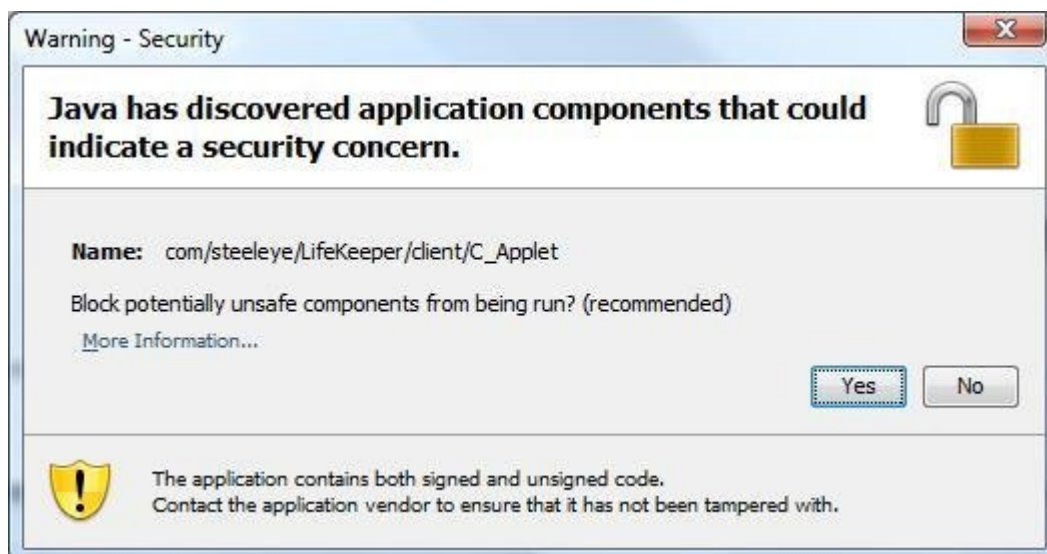 Warning - Security
Java has discovered application components that could
indicate a security concern.
Name: com/steeleye/LifeKeeper/client/C_Applet
Block potentially unsafe components from being run? (recommended)
More Information...
Yes No
The application contains both signed and unsigned code.
Contact the application vendor to ensure that it has not been tampered with.